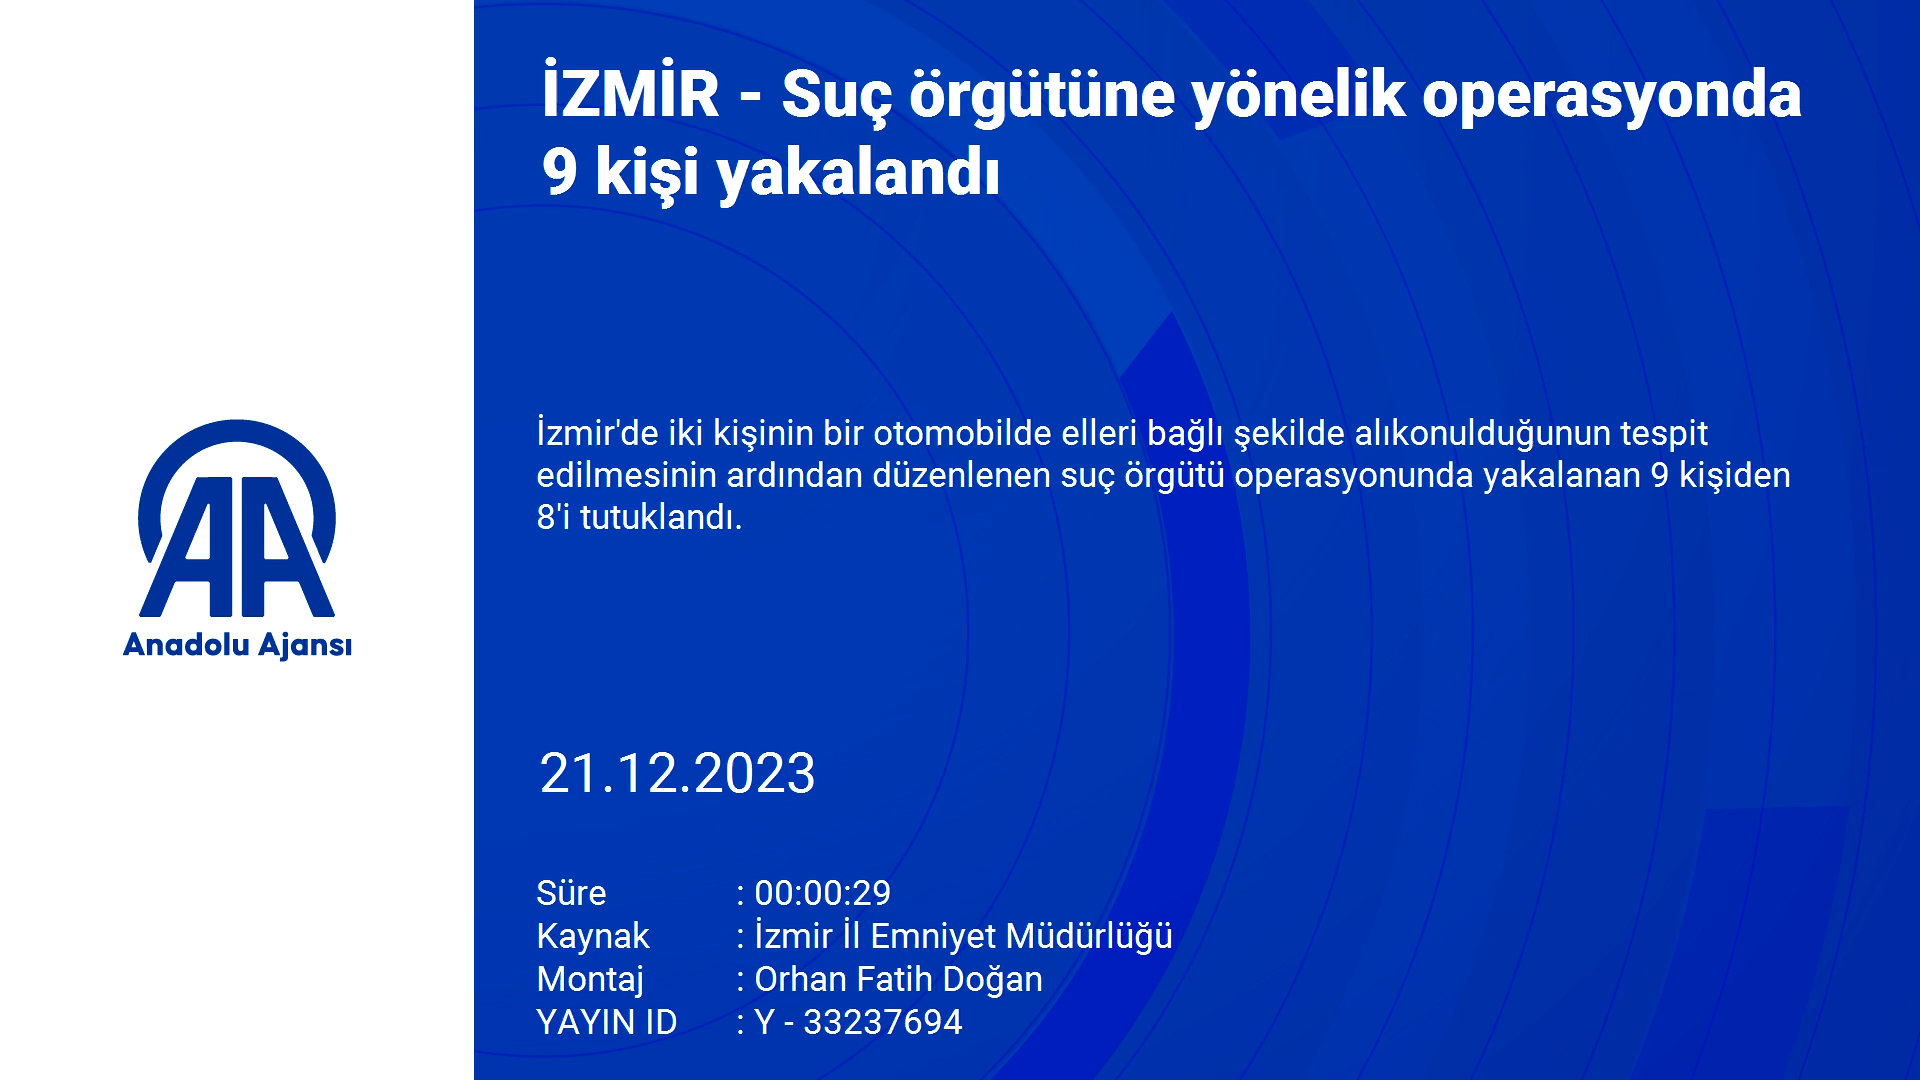 İZMİR - Suç örgütüne yönelik operasyonda
9 kişi yakalandı
İzmir'de iki kişinin bir otomobilde elleri bağlı şekilde alıkonulduğunun tespit
edilmesinin ardından düzenlenen suç örgütü operasyonunda yakalanan 9 kişiden
8'i tutuklandı.
AA
Anadolu Ajansı
21.12.2023
Süre : 00:00:29
Kaynak : İzmir İl Emniyet Müdürlüğü
Montaj : Orhan Fatih Doğan
YAYIN ID : Y - 33237694